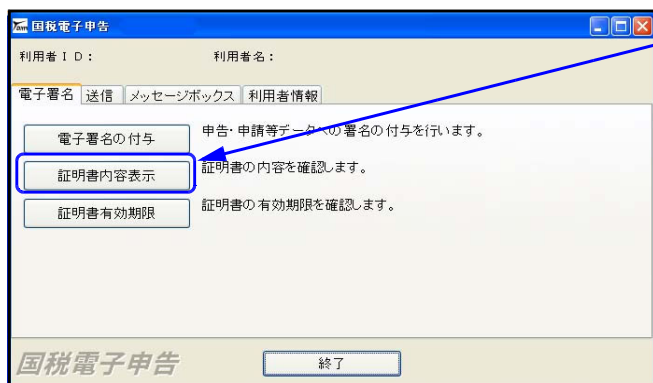 Tam 国税電子申告
利用者ID： 利用者名：
電子署名 送信 メッセージボックス 利用者情報
電子署名の付与 申告・申請等データへの署名の付与を行います。
証明書内容表示 証明書の内容を確認します。
証明書有効期限 証明書の有効期限を確認します。
国税電子申告 終了